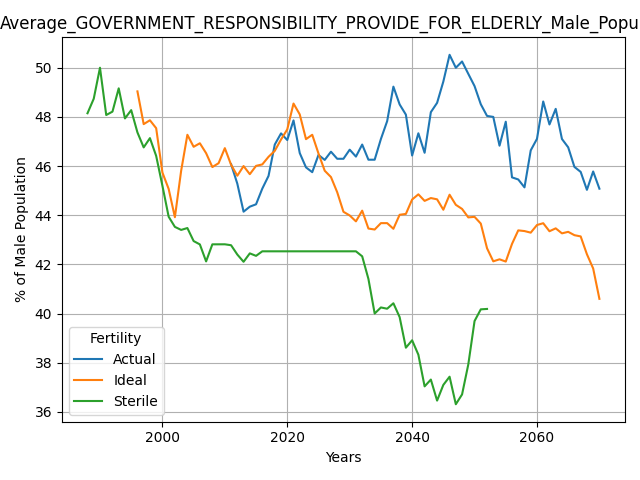 Average_GOVERNMENT_RESPONSIBILITY_PROVIDE_FOR_ELDERLY_Male_Popu
% of Male Population
50
48
46
44
42
40
38
36
Fertility
Actual
Ideal
Sterile
2000 2020 2040 2060
Years